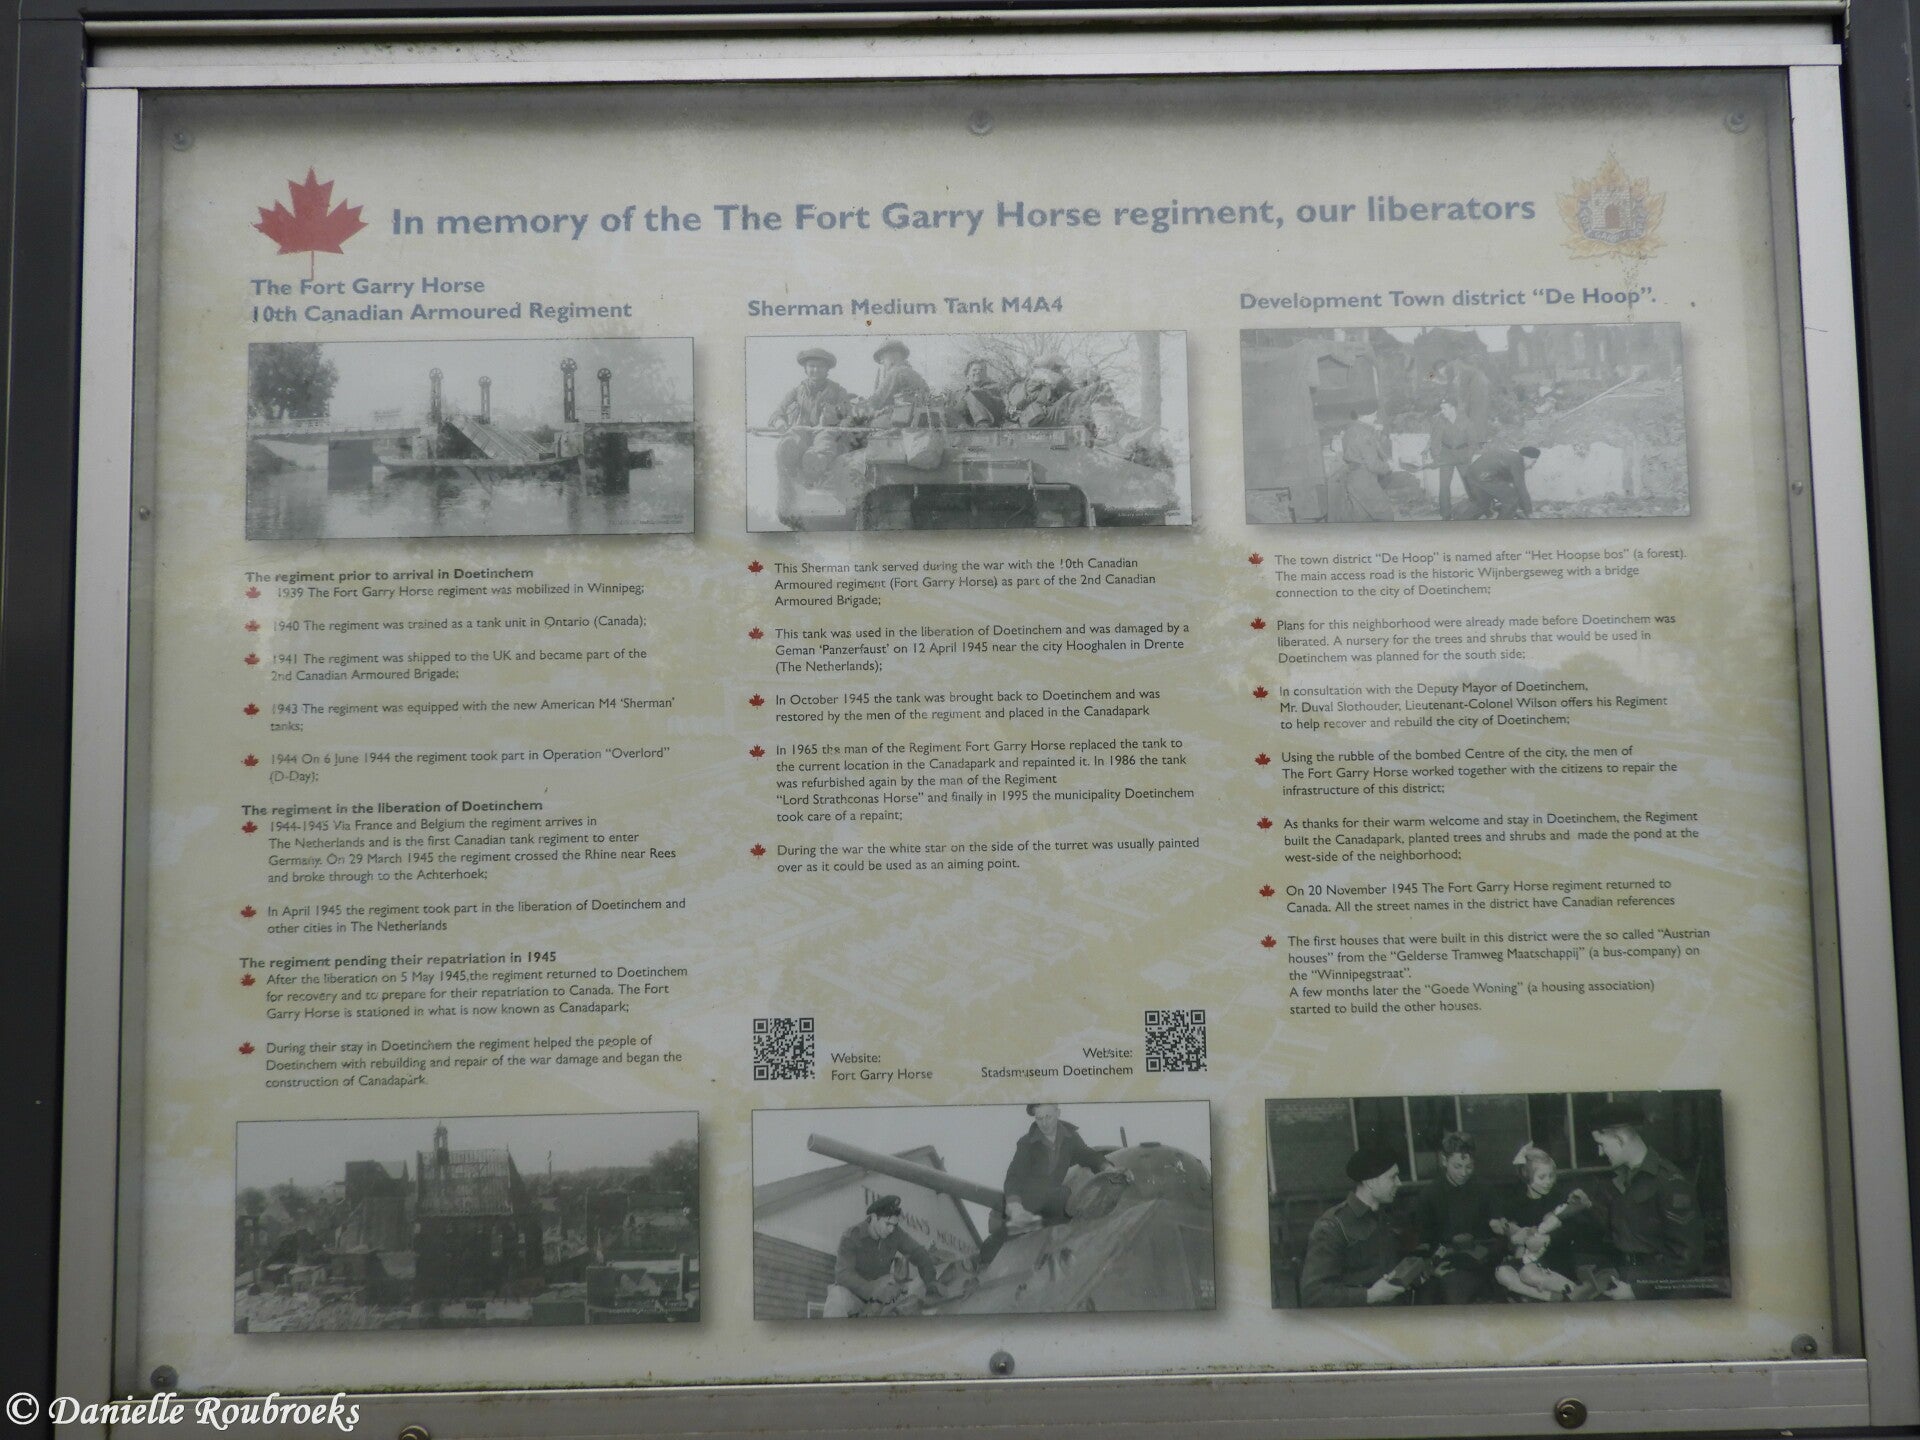 In memory of the The Fort Garry Horse regiment, our liberators
The Fort Garry Horse
10th Canadian Armoured Regiment
The regiment prior to arrival in Doetinchem
1939 The Fort Garry Horse regiment was mobilized in Winnipeg;
1940 The regiment was trained as a tank unit in Ontario (Canada);
1941 The regiment was shipped to the UK and became part of the
2nd Canadian Armoured Brigade;
1943 The regiment was equipped with the new American M4 'Sherman'
tanks;
1944 On 6 June 1944 the regiment took part in Operation "Overlord"
(D-Day);
The regiment in the liberation of Doetinchem
1944-1945 Via France and Belgium the regiment arrives in
The Netherlands and is the first Canadian tank regiment to enter
Germany. On 29 March 1945 the regiment crossed the Rhine near Rees
and broke through to the Achterhoek;
In April 1945 the regiment took part in the liberation of Doetinchem and
other cities in The Netherlands
The regiment pending their repatriation in 1945
After the liberation on 5 May 1945,the regiment returned to Doetinchem
for recovery and to prepare for their repatriation to Canada. The Fort
Garry Horse is stationed in what is now known as Canadapark;
During their stay in Doetinchem the regiment helped the people of
Doetinchem with rebuilding and repair of the war damage and began the
construction of Canadapark.
Sherman Medium Tank M4A4
This Sherman tank served during the war with the 10th Canadian
Armoured regiment (Fort Garry Horse) as part of the 2nd Canadian
Armoured Brigade;
This tank was used in the liberation of Doetinchem and was damaged by a
Geman 'Panzerfaust' on 12 April 1945 near the city Hooghalen in Drente
(The Netherlands);
In October 1945 the tank was brought back to Doetinchem and was
restored by the men of the regiment and placed in the Canadapark
In 1965 the man of the Regiment Fort Garry Horse replaced the tank to
the current location in the Canadapark and repainted it. In 1986 the tank
was refurbished again by the man of the Regiment
"Lord Strathconas Horse" and finally in 1995 the municipality Doetinchem
took care of a repaint;
During the war the white star on the side of the turret was usually painted
over as it could be used as an aiming point.
Website:
Fort Garry Horse
Website:
Stadsmuseum Doetinchem
Development Town district "De Hoop".
The town district "De Hoop" is named after "Het Hoopse bos" (a forest).
The main access road is the historic Wijnbergseweg with a bridge
connection to the city of Doetinchem;
Plans for this neighborhood were already made before Doetinchem was
liberated. A nursery for the trees and shrubs that would be used in
Doetinchem was planned for the south side;
In consultation with the Deputy Mayor of Doetinchem,
Mr. Duval Slothouder, Lieutenant-Colonel Wilson offers his Regiment
to help recover and rebuild the city of Doetinchem;
Using the rubble of the bombed Centre of the city, the men of
The Fort Garry Horse worked together with the citizens to repair the
infrastructure of this district;
As thanks for their warm welcome and stay in Doetinchem, the Regiment
built the Canadapark, planted trees and shrubs and made the pond at the
west-side of the neighborhood;
On 20 November 1945 The Fort Garry Horse regiment returned to
Canada. All the street names in the district have Canadian references
The first houses that were built in this district were the so called "Austrian
houses" from the "Gelderse Tramweg Maatschappij" (a bus-company) on
the "Winnipegstraat".
A few months later the "Goede Woning" (a housing association)
started to build the other houses.
© Danielle Roubroeks